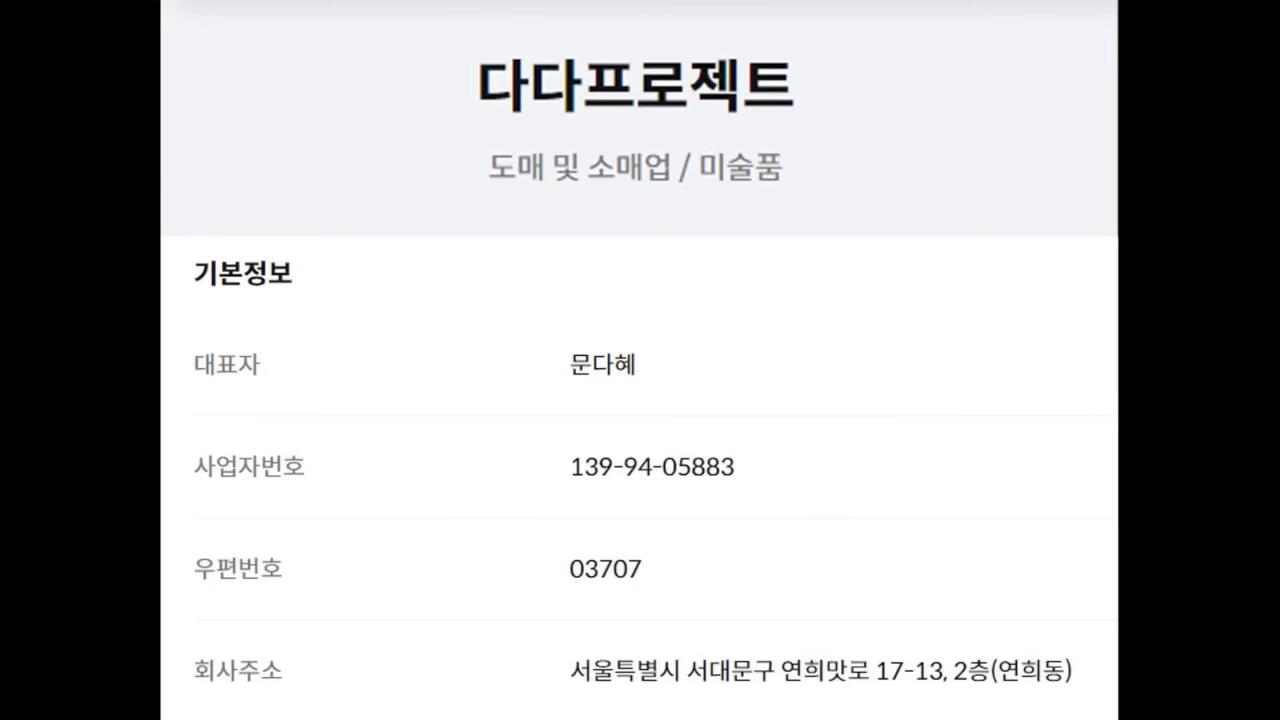 다다프로젝트
도매 및 소매업 / 미술품
기본정보
대표자 문다혜
사업자번호 139-94-05883
우편번호 03707
회사주소 서울특별시 서대문구 연희맛로 17-13, 2층(연희동)